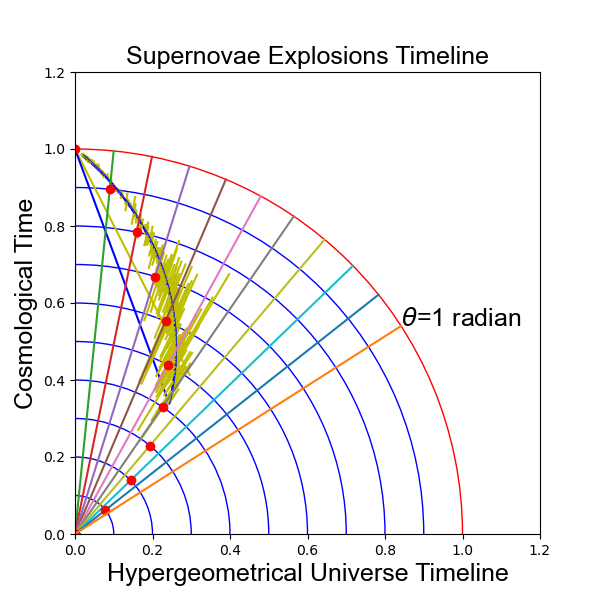 Supernovae Explosions Timeline
1.2
1.0
0.8
0.6
0.4
0.2
0.0
Cosmological Time
θ=1 radian
0.0 0.2 0.4 0.6 0.8 1.0 1.2
Hypergeometrical Universe Timeline